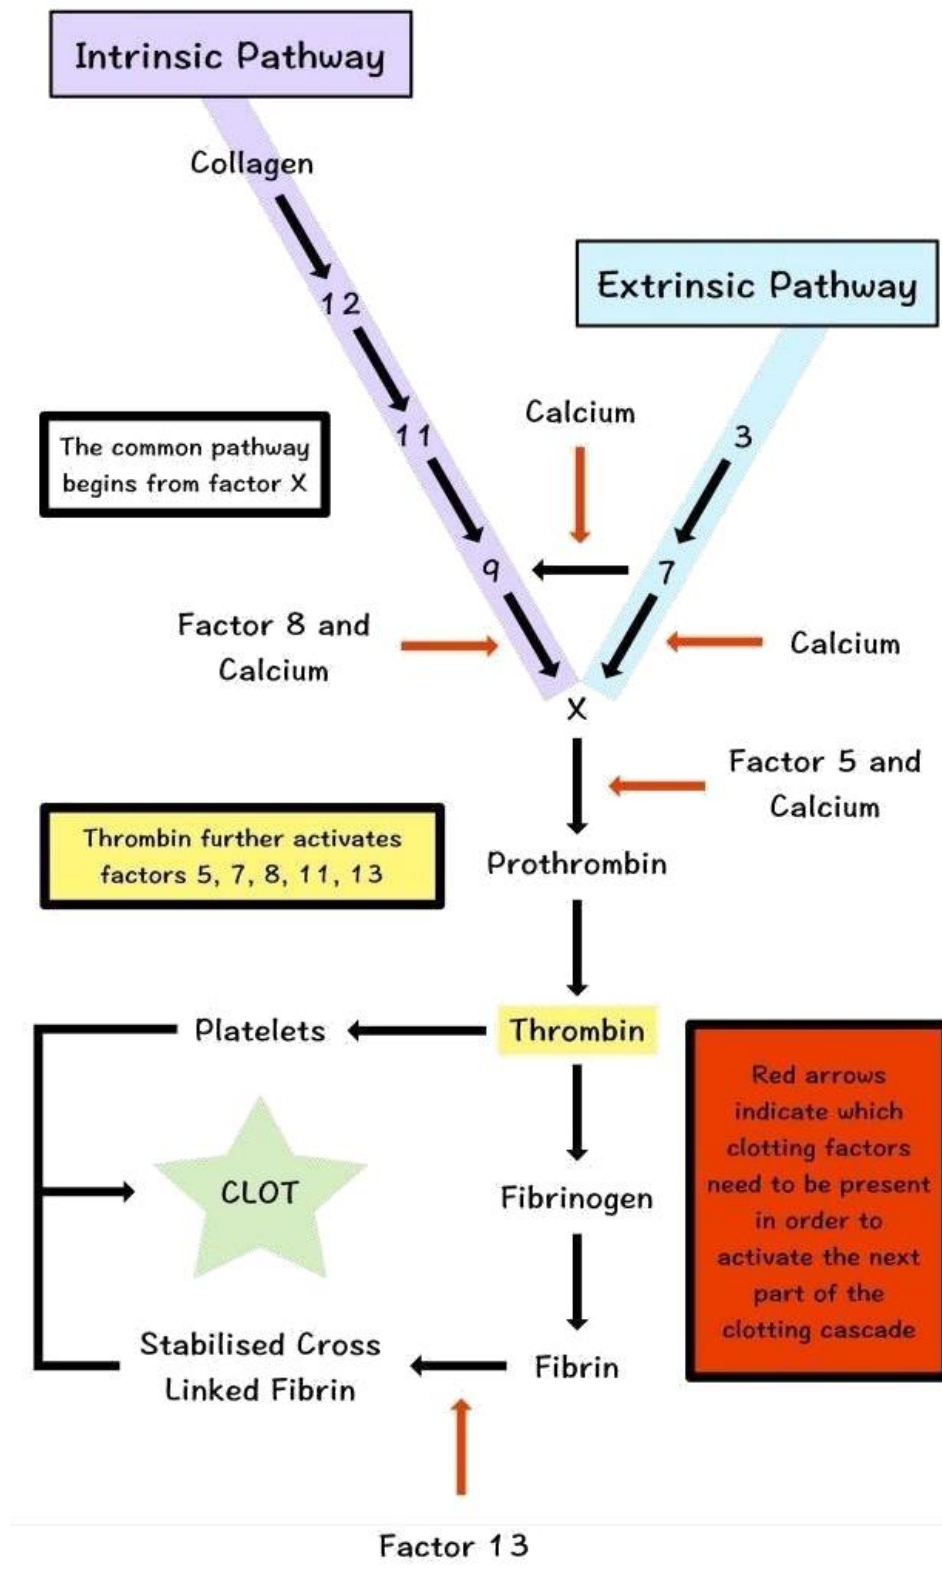 Intrinsic Pathway
Collagen
12
Extrinsic Pathway
Calcium
11
3
The common pathway
begins from factor X
9
7
Factor 8 and
Calcium
Calcium
X
Factor 5 and
Calcium
Thrombin further activates
factors 5, 7, 8, 11, 13
Prothrombin
Platelets
Thrombin
Red arrows
indicate which
clotting factors
need to be present
in order to
activate the next
part of the
clotting cascade
CLOT
Fibrinogen
Stabilised Cross
Linked Fibrin
Fibrin
Factor 13